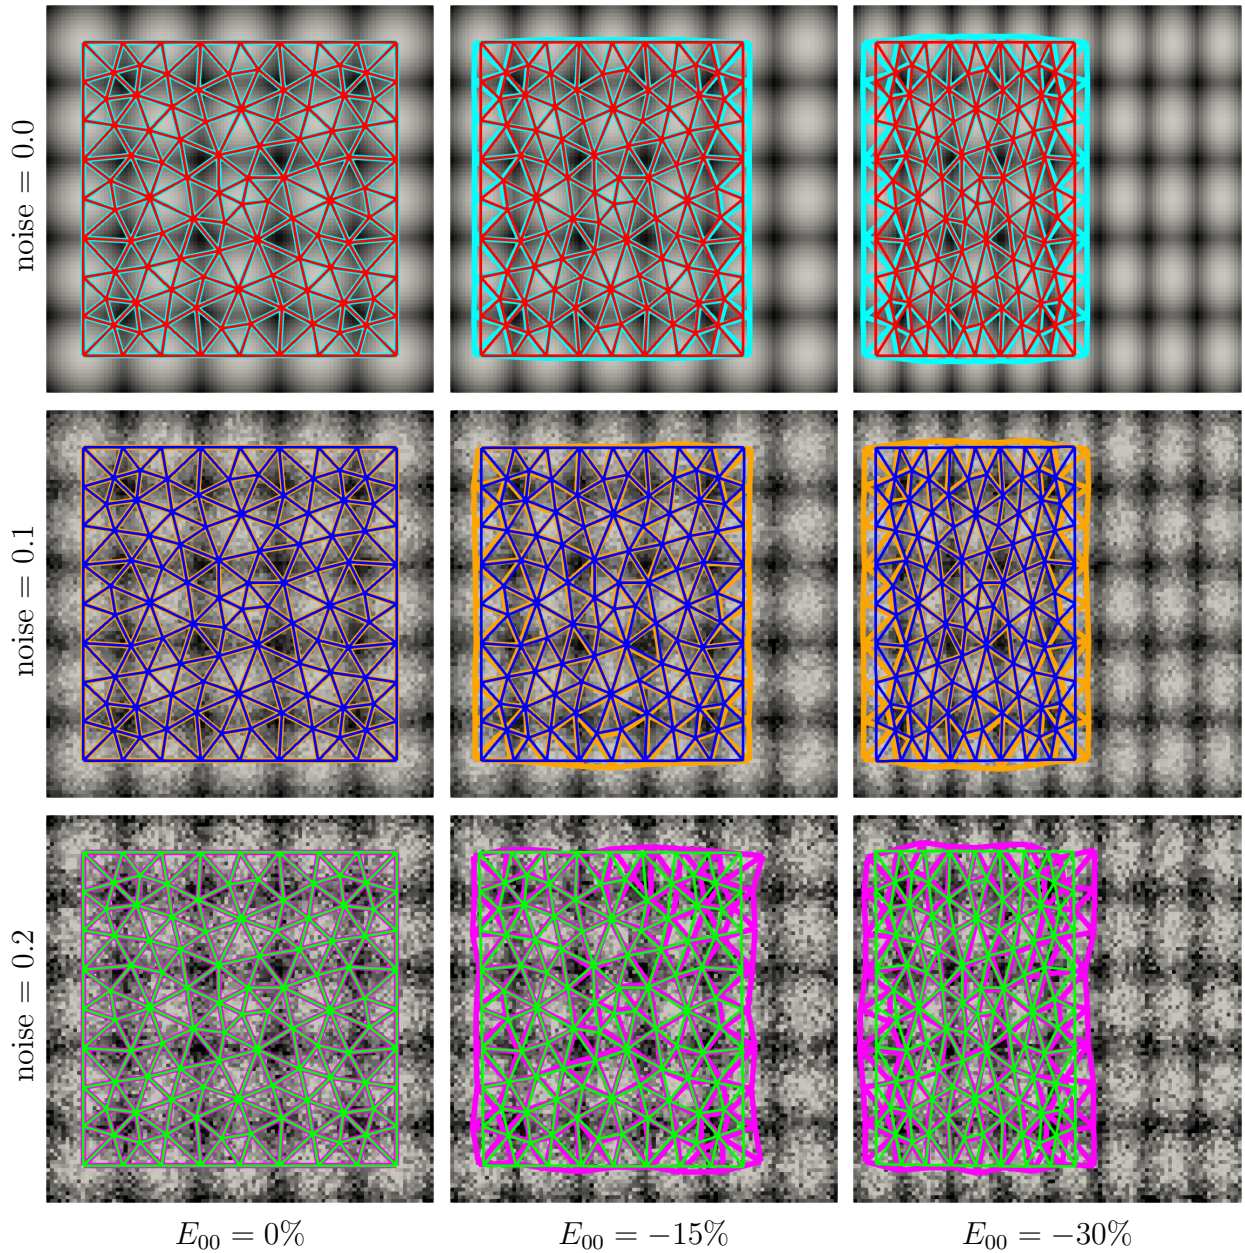 noise = 0.0
noise = 0.1
noise = 0.2
E₀₀ = 0%
E₀₀ = −15%
E₀₀ = −30%